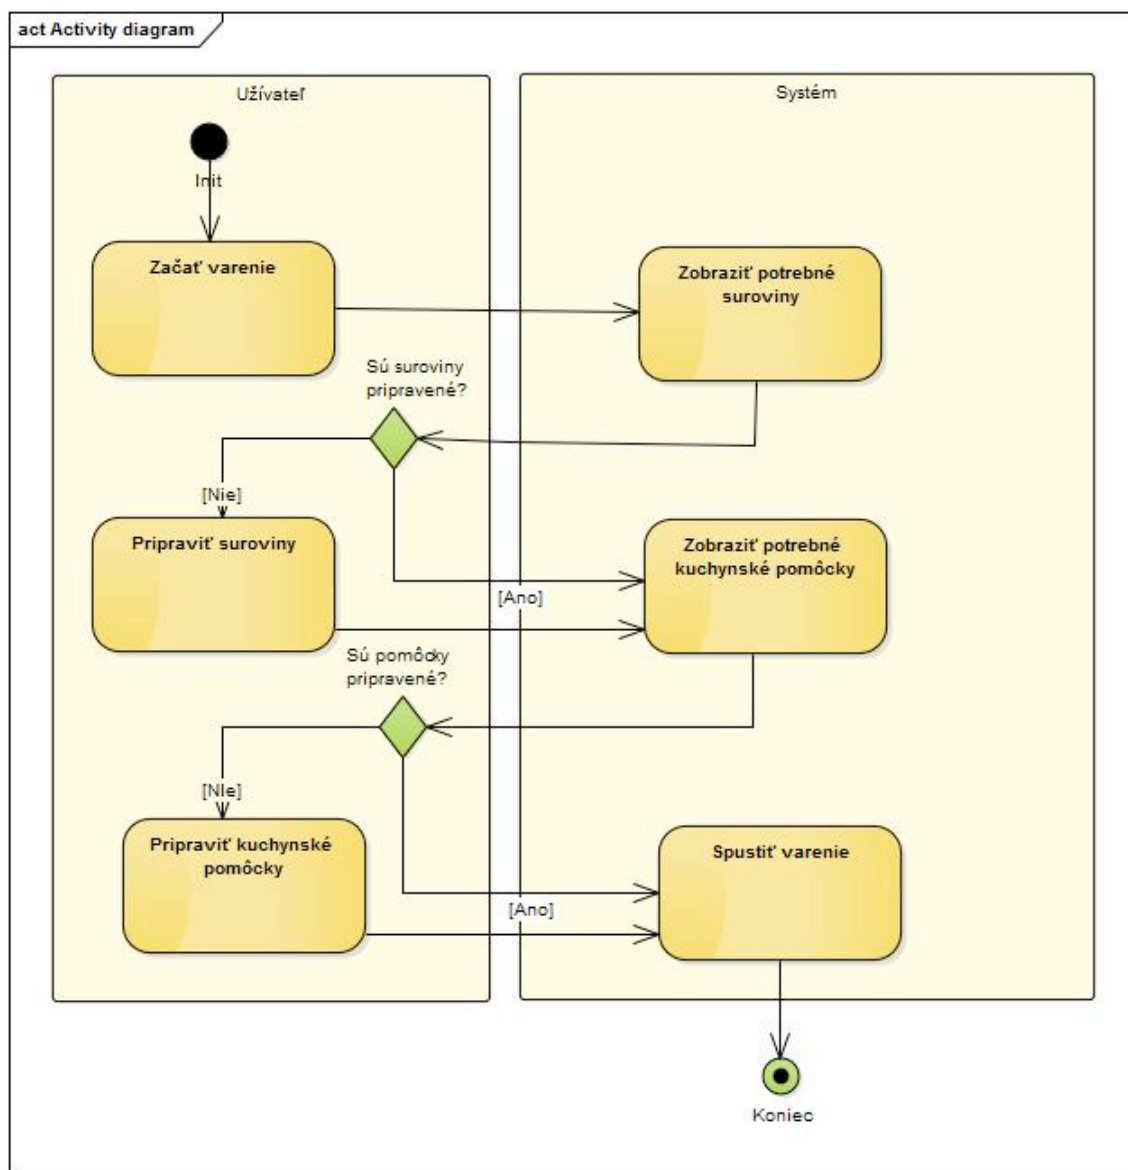 act Activity diagram
Užívateľ
Systém
Init
Začať varenie
Zobraziť potrebné
suroviny
Sú suroviny
pripravené?
[Nie]
Pripraviť suroviny
Zobraziť potrebné
kuchynské pomôcky
[Ano]
Sú pomôcky
pripravené?
[NIe]
Pripraviť kuchynské
pomôcky
Spustiť varenie
[Ano]
Koniec